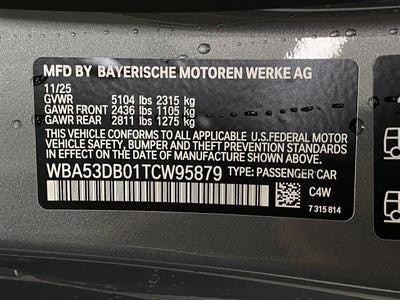 MFD BY BAYERISCHE MOTOREN WERKE AG
11/25
GVWR 5104 lbs 2315 kg
GAWR FRONT 2436 lbs 1105 kg
GAWR REAR 2811 lbs 1275 kg
THIS VEHICLE CONFORMS TO ALL APPLICABLE U.S.FEDERAL MOTOR
VEHICLE SAFETY, BUMPER, AND THEFT PREVENTION STANDARDS
IN EFFECT ON THE DATE OF MANUFACTURE SHOWN ABOVE.
WBA53DB01TCW95879 TYPE: PASSENGER CAR
C4W
7 315 814